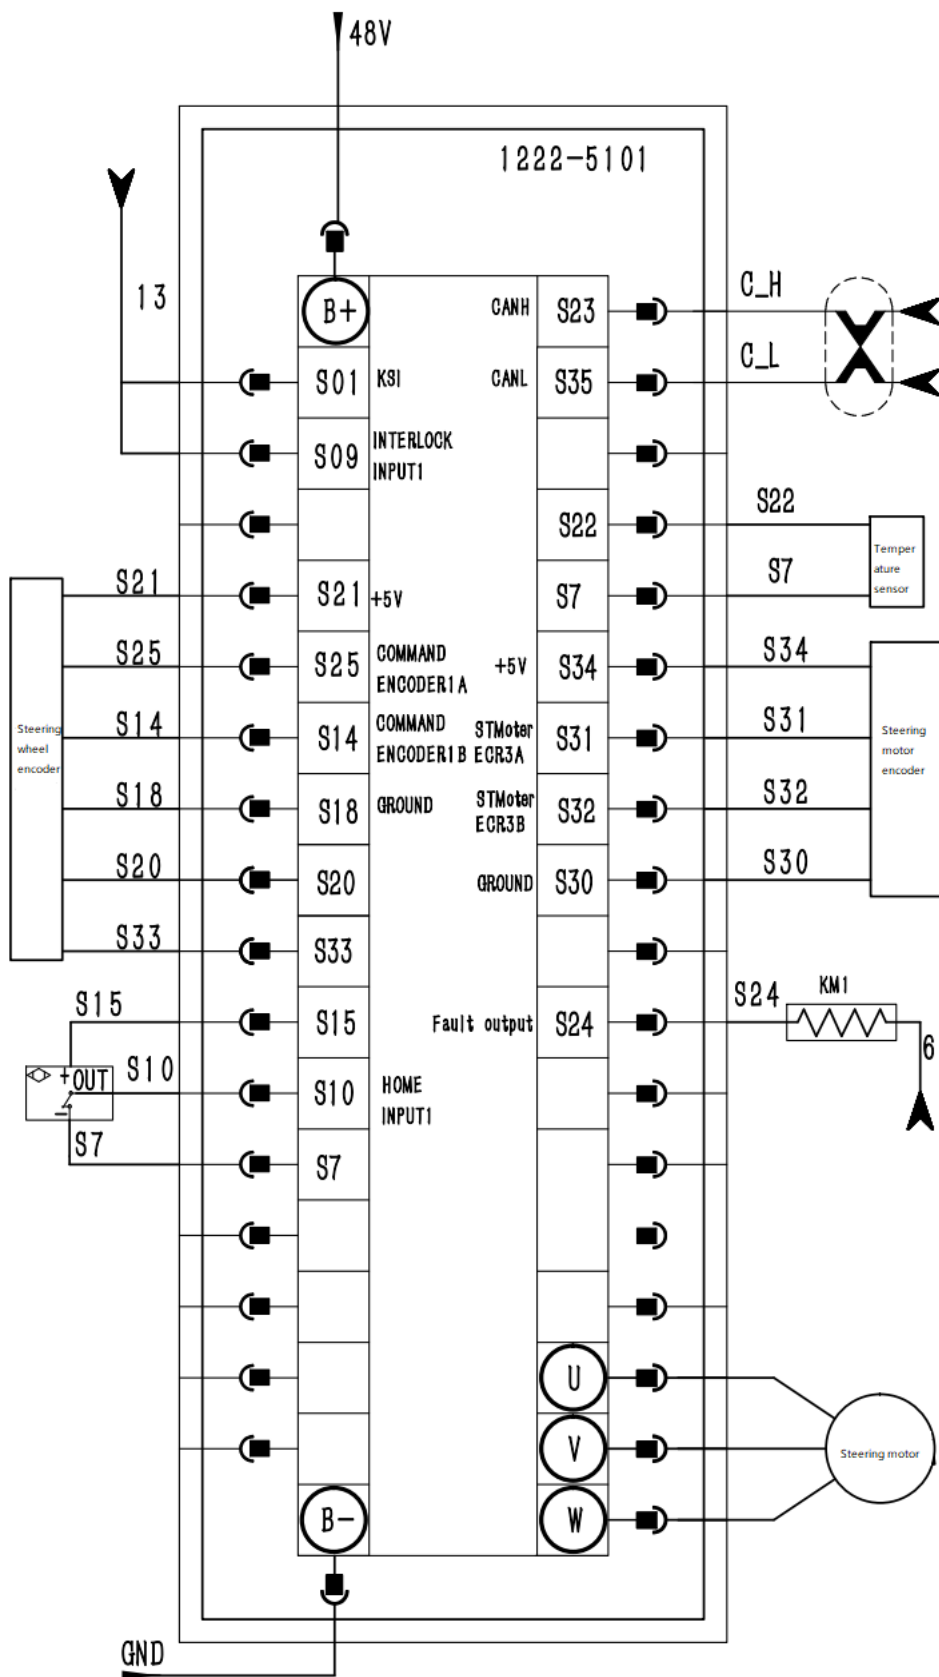 48V
1222-5101
13
B+
CANH
S23
C_H
S01
KSI
CANL
S35
C_L
S09
INTERLOCK
INPUT1
S22
S22
Temper
ature
sensor
S21
S21
+5V
S7
S7
S25
S25
COMMAND
ENCODER1A
+5V
S34
S34
Steering
wheel
encoder
S14
S14
COMMAND
ENCODER1B
STMoter
ECR3A
S31
S31
Steering
motor
encoder
S18
S18
GROUND
STMoter
ECR3B
S32
S32
S20
S20
GROUND
S30
S30
S33
S33
S15
S15
Fault output
S24
S24
KM1
6
+
OUT
−
S10
S10
HOME
INPUT1
S7
S7
U
V
Steering motor
B−
W
GND